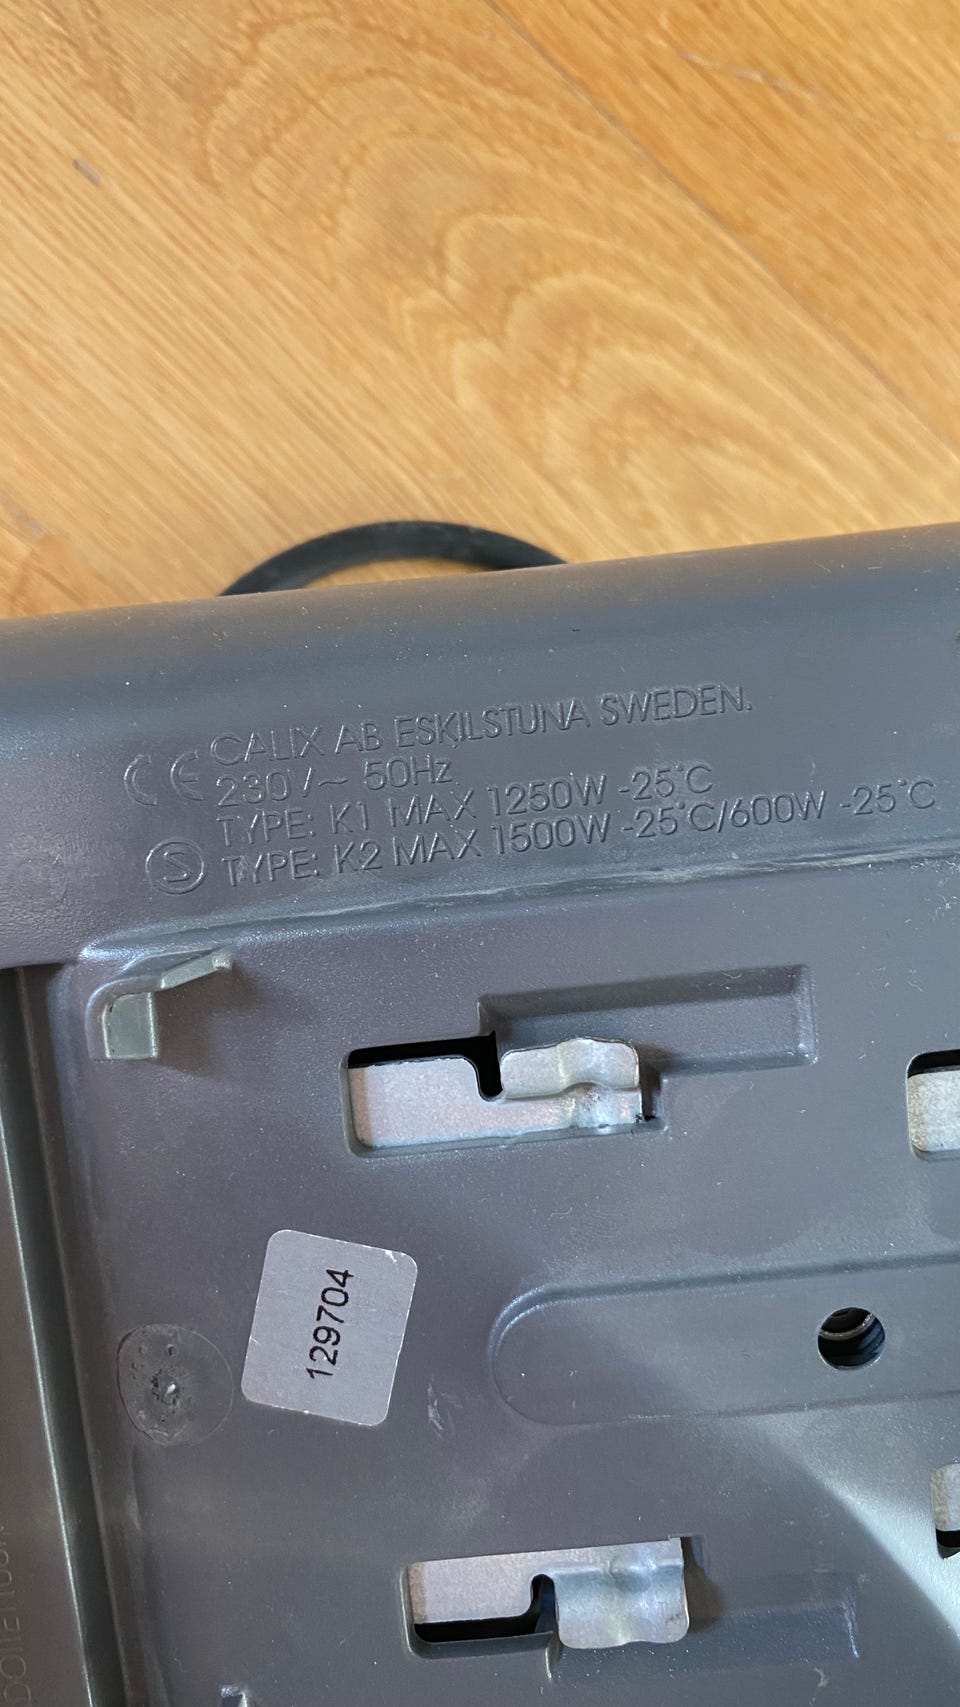 CE CALIX AB ESKILSTUNA SWEDEN.
230V~ 50Hz
TYPE: K1 MAX 1250W -25°C
S TYPE: K2 MAX 1500W -25°C/600W -25°C
129704